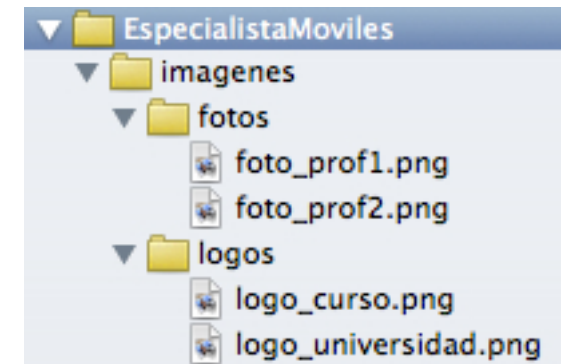 EspecialistaMoviles
imagenes
fotos
foto_prof1.png
foto_prof2.png
logos
logo_curso.png
logo_universidad.png